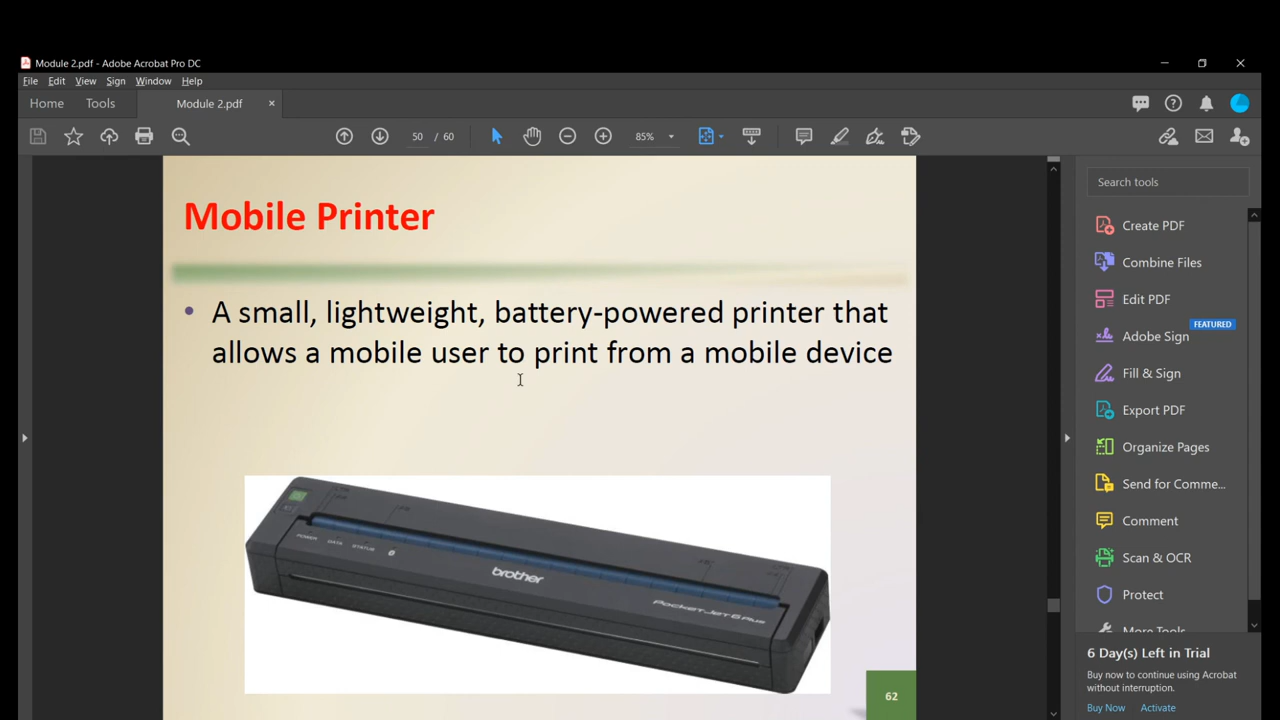 Module 2.pdf - Adobe Acrobat Pro DC
File Edit View Sign Window Help
Home Tools Module 2.pdf ×
50 / 60 85%
Search tools
Mobile Printer
• A small, lightweight, battery-powered printer that
allows a mobile user to print from a mobile device
POWER DATA STATUS
brother
PocketJet 6 Plus
62
Create PDF
Combine Files
Edit PDF
FEATURED
Adobe Sign
Fill & Sign
Export PDF
Organize Pages
Send for Comme...
Comment
Scan & OCR
Protect
More Tools
6 Day(s) Left in Trial
Buy now to continue using Acrobat
without interruption.
Buy Now Activate